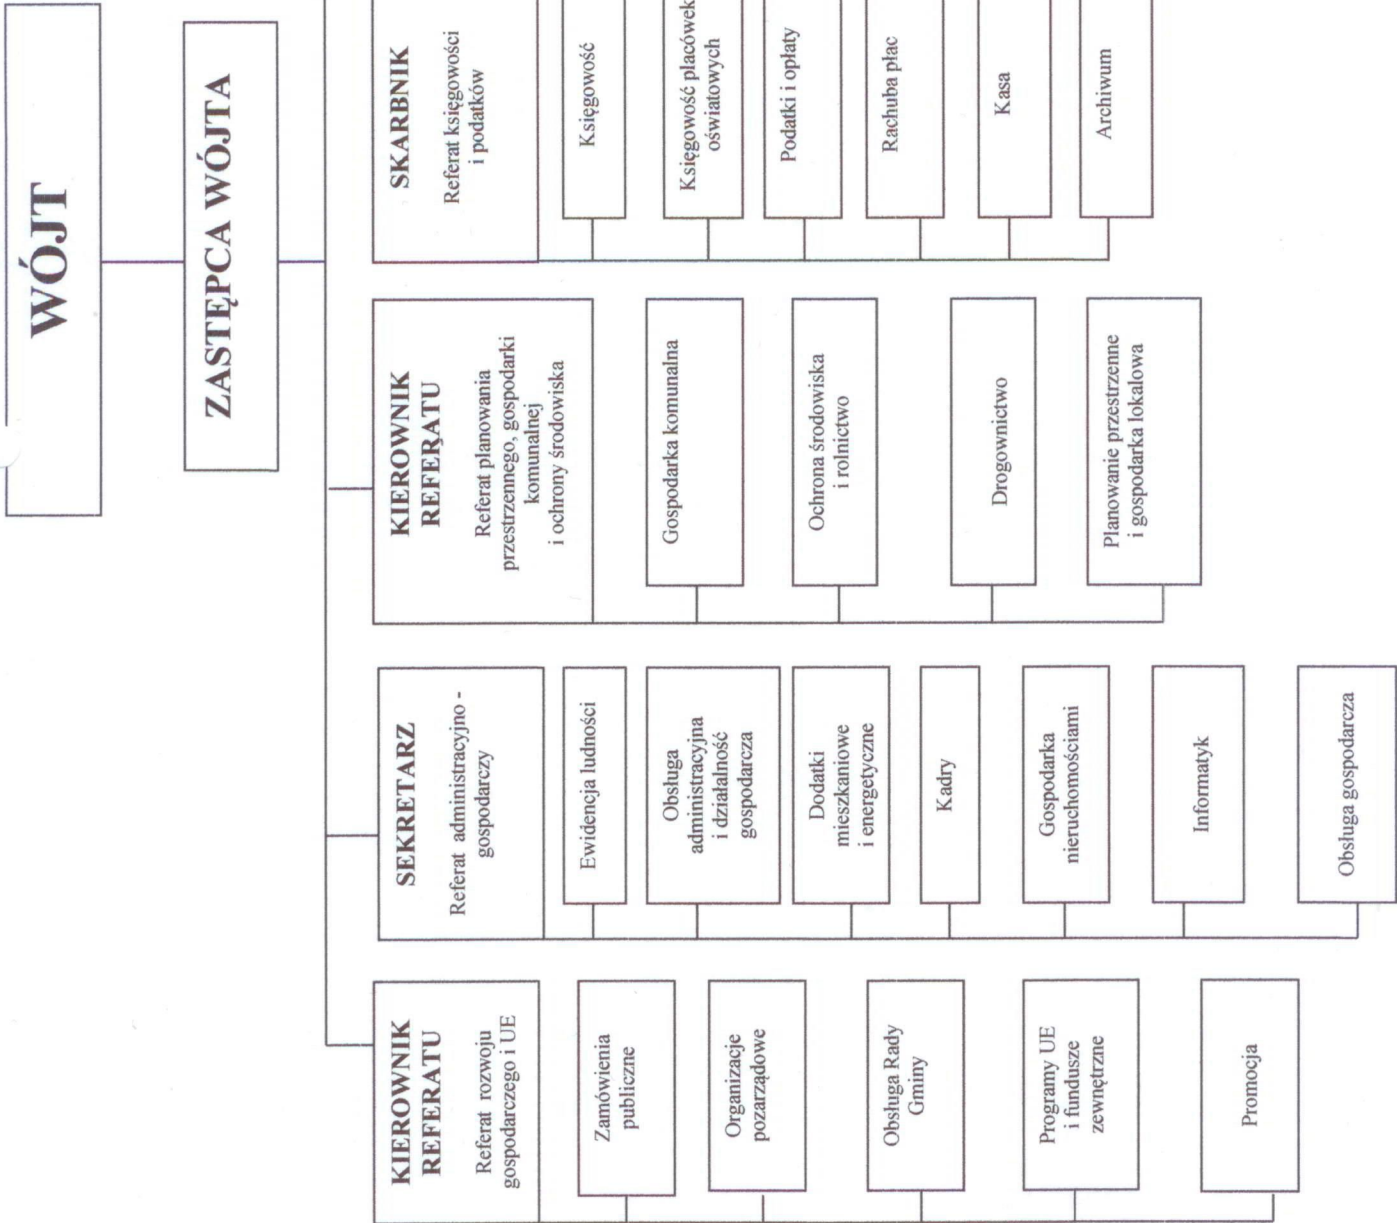 WÓJT
ZASTĘPCA WÓJTA
KIEROWNIK
REFERATU
Referat rozwoju
gospodarczego i UE
Zamówienia
publiczne
Organizacje
pozarządowe
Obsługa Rady
Gminy
Programy UE
i fundusze
zewnętrzne
Promocja
SEKRETARZ
Referat administracyjno -
gospodarczy
Ewidencja ludności
Obsługa
administracyjna
i działalność
gospodarcza
Dodatki
mieszkaniowe
i energetyczne
Kadry
Gospodarka
nieruchomościami
Informatyk
Obsługa gospodarcza
KIEROWNIK
REFERATU
Referat planowania
przestrzennego, gospodarki
komunalnej
i ochrony środowiska
Gospodarka komunalna
Ochrona środowiska
i rolnictwo
Drogownictwo
Planowanie przestrzenne
i gospodarka lokalowa
SKARBNIK
Referat księgowości
i podatków
Księgowość
Księgowość placówek
oświatowych
Podatki i opłaty
Rachuba płac
Kasa
Archiwum